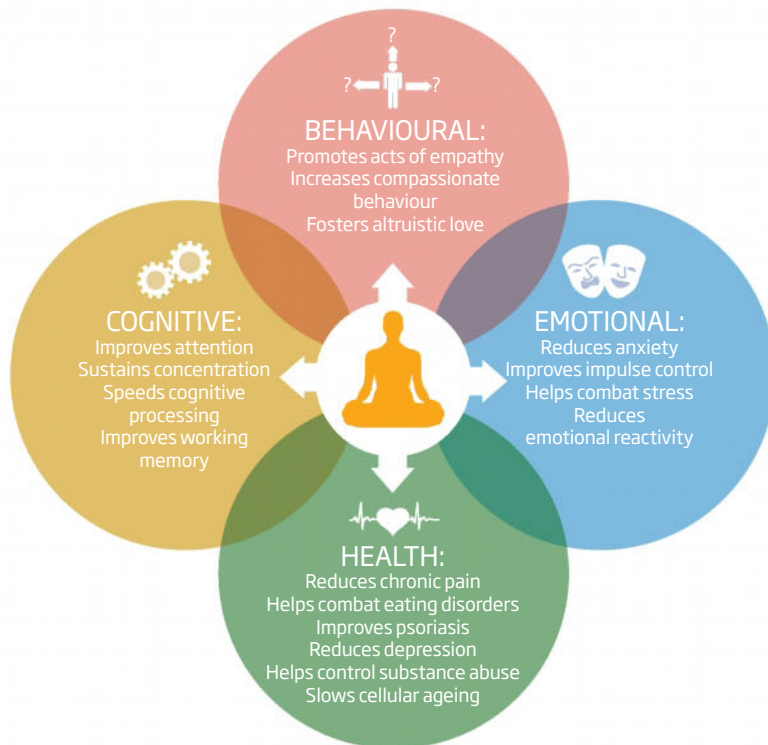 ?
? ?
BEHAVIOURAL:
Promotes acts of empathy
Increases compassionate
behaviour
Fosters altruistic love
COGNITIVE:
Improves attention
Sustains concentration
Speeds cognitive
processing
Improves working
memory
EMOTIONAL:
Reduces anxiety
Improves impulse control
Helps combat stress
Reduces
emotional reactivity
HEALTH:
Reduces chronic pain
Helps combat eating disorders
Improves psoriasis
Reduces depression
Helps control substance abuse
Slows cellular ageing